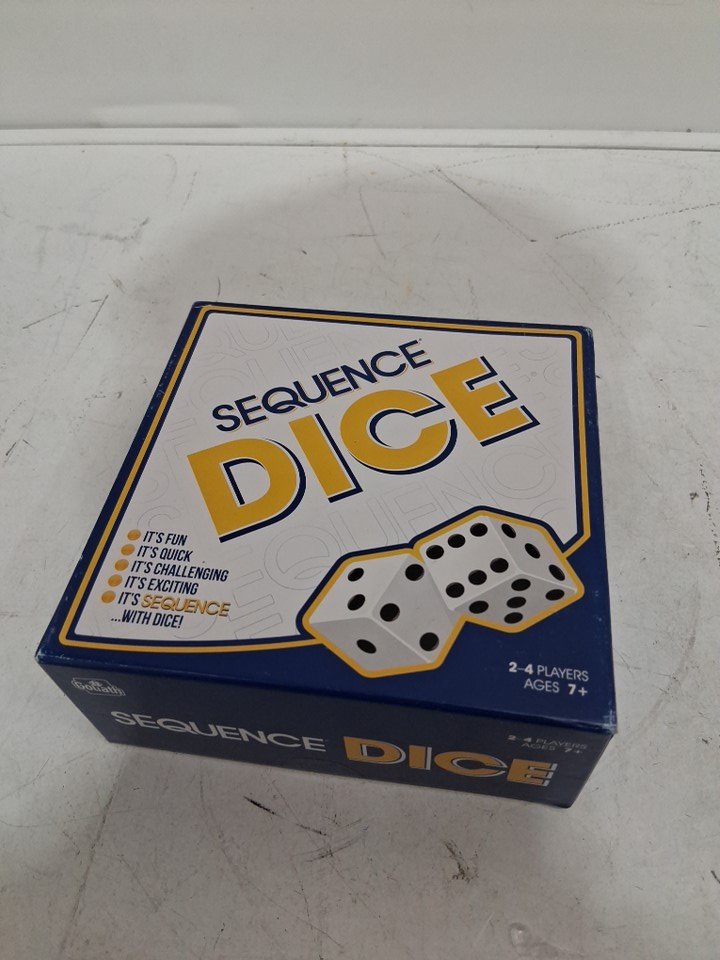 SEQUENCE
DICE
IT'S FUN
IT'S QUICK
IT'S CHALLENGING
IT'S EXCITING
IT'S SEQUENCE
...WITH DICE!
2-4 PLAYERS
AGES 7+
Goliath
SEQUENCE DICE
2-4 PLAYERS
AGES 7+